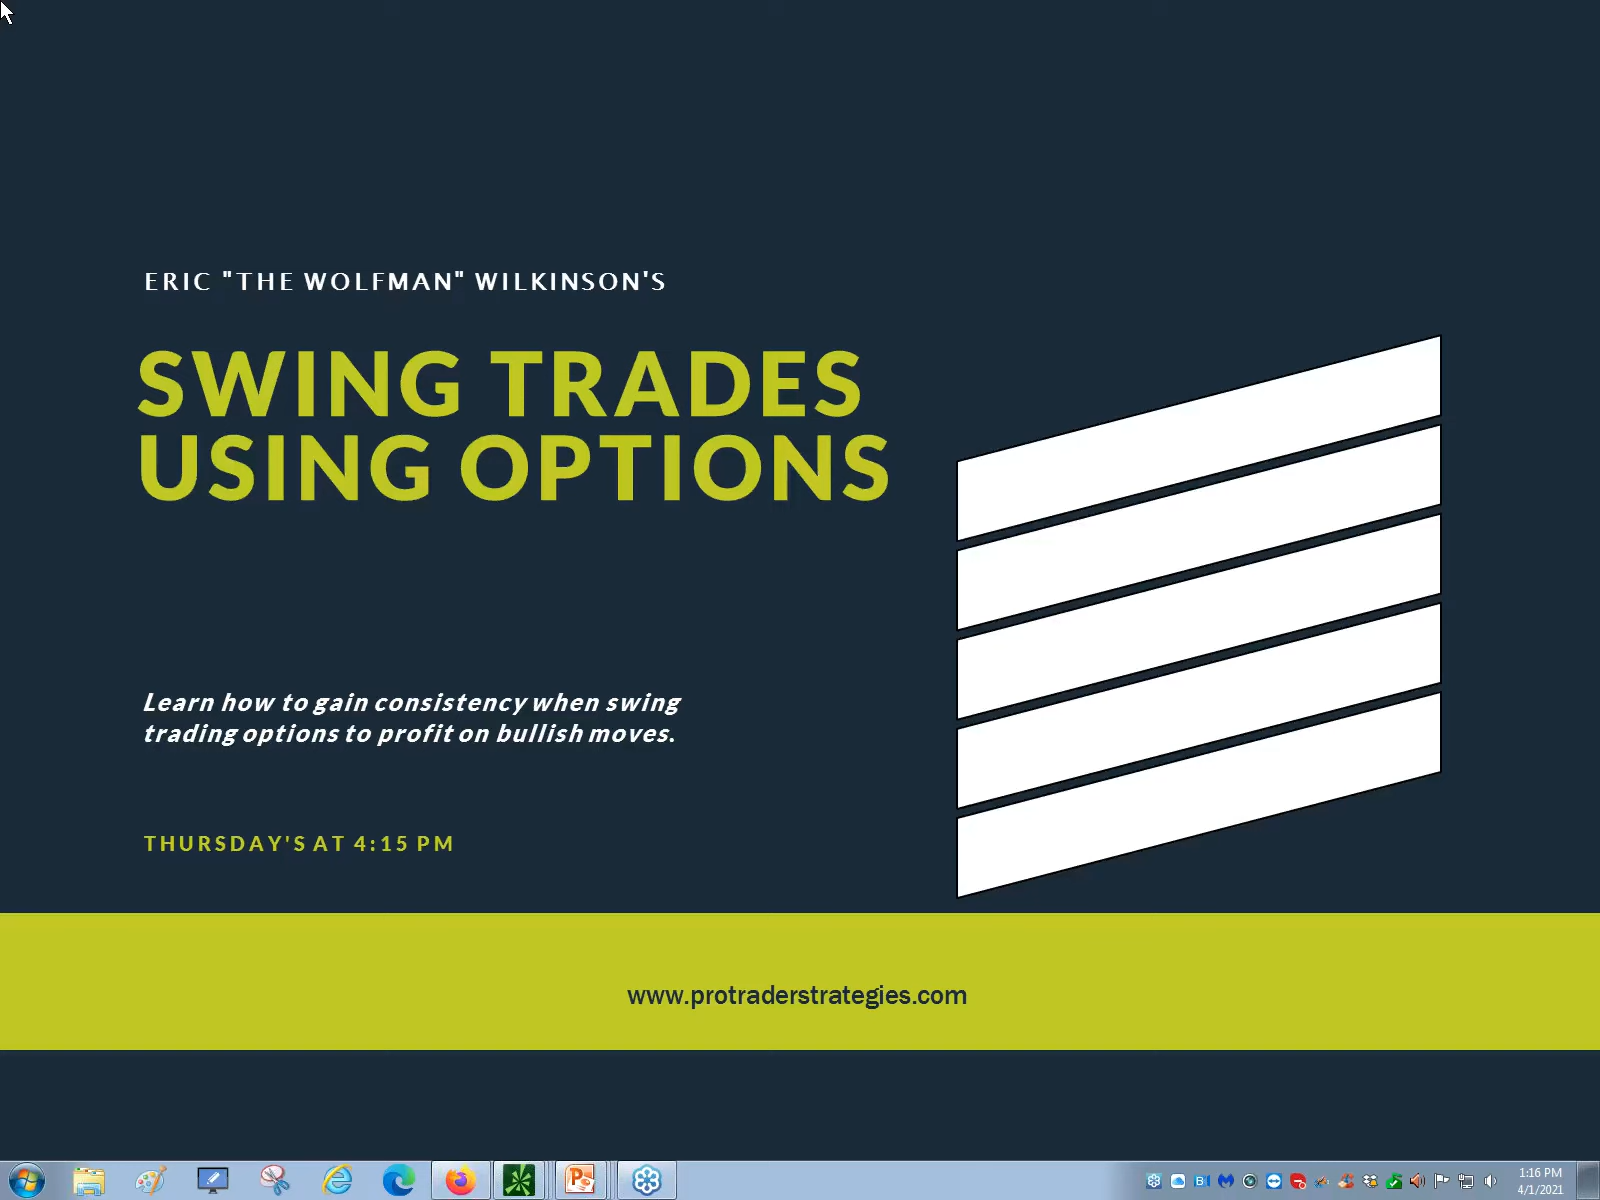 ERIC "THE WOLFMAN" WILKINSON'S
SWING TRADES
USING OPTIONS
Learn how to gain consistency when swing
trading options to profit on bullish moves.
THURSDAY'S AT 4:15 PM
www.protraderstrategies.com
1:16 PM
4/1/2021